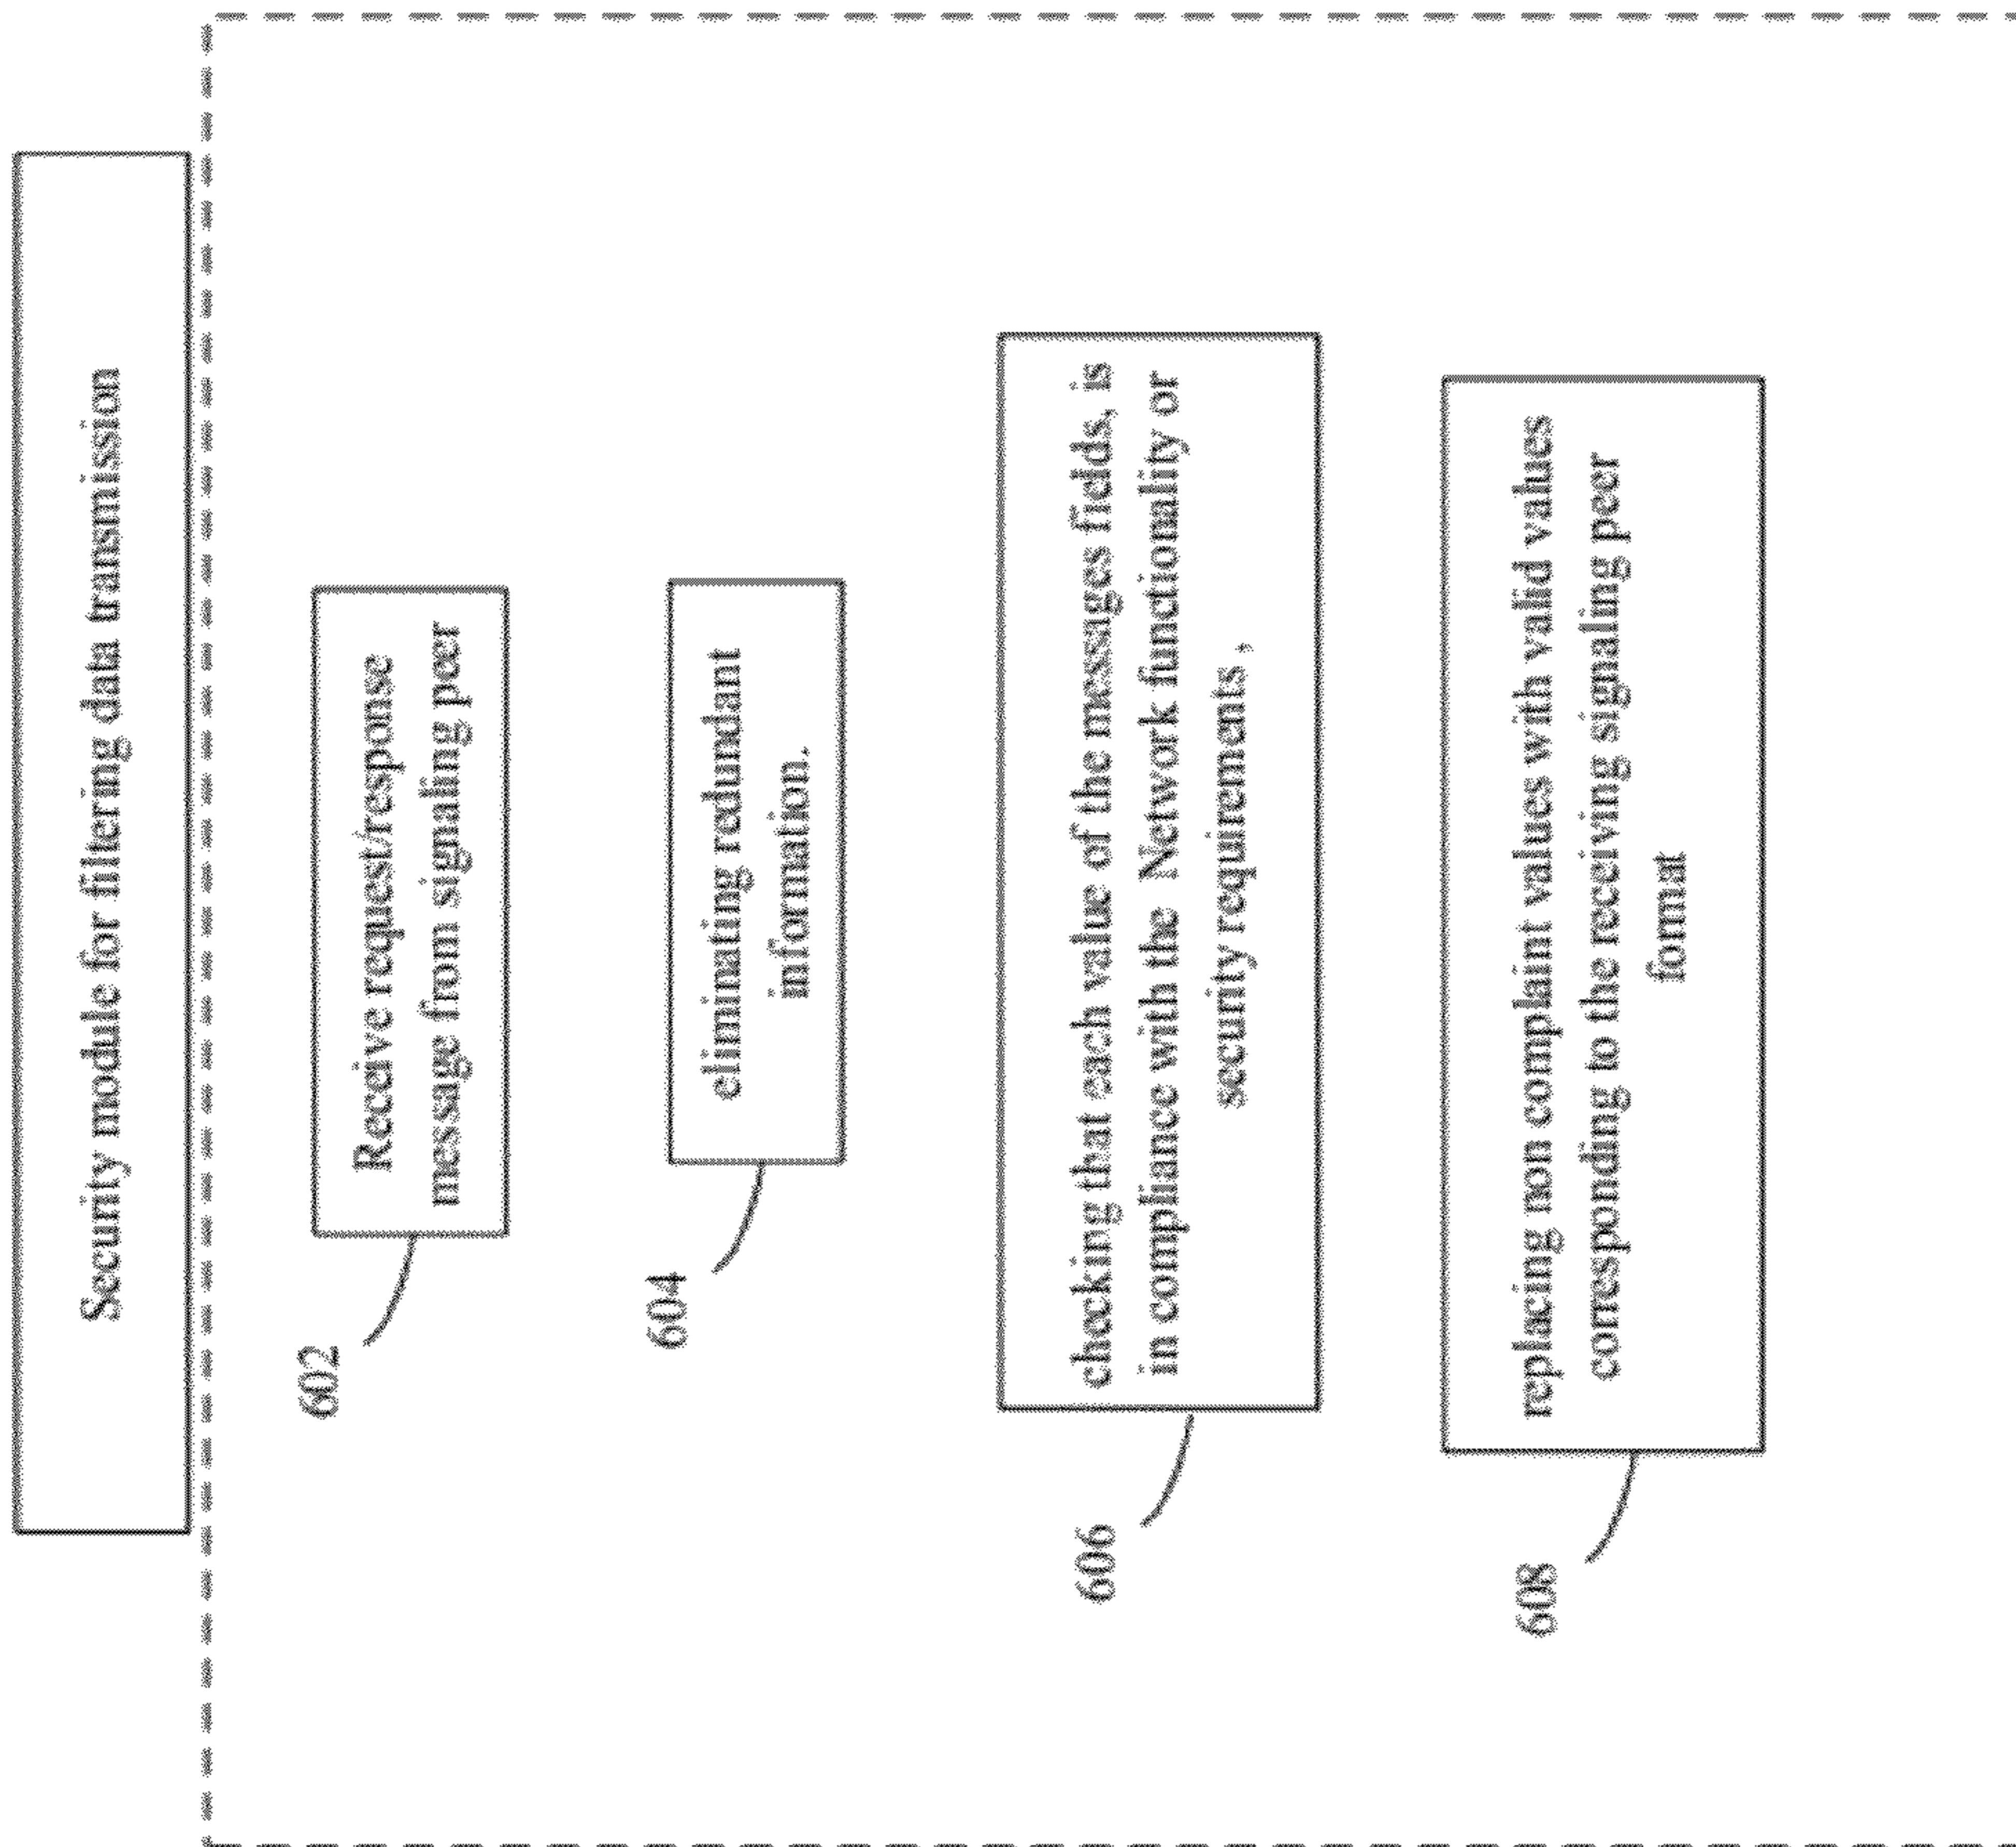 Security module for filtering data transmission
602
Receive request/response
message from signaling peer
604
eliminating redundant
information.
606
checking that each value of the messages fields, is
in compliance with the Network functionality or
security requirements ,
608
replacing non complaint values with valid values
corresponding to the receiving signaling peer
format